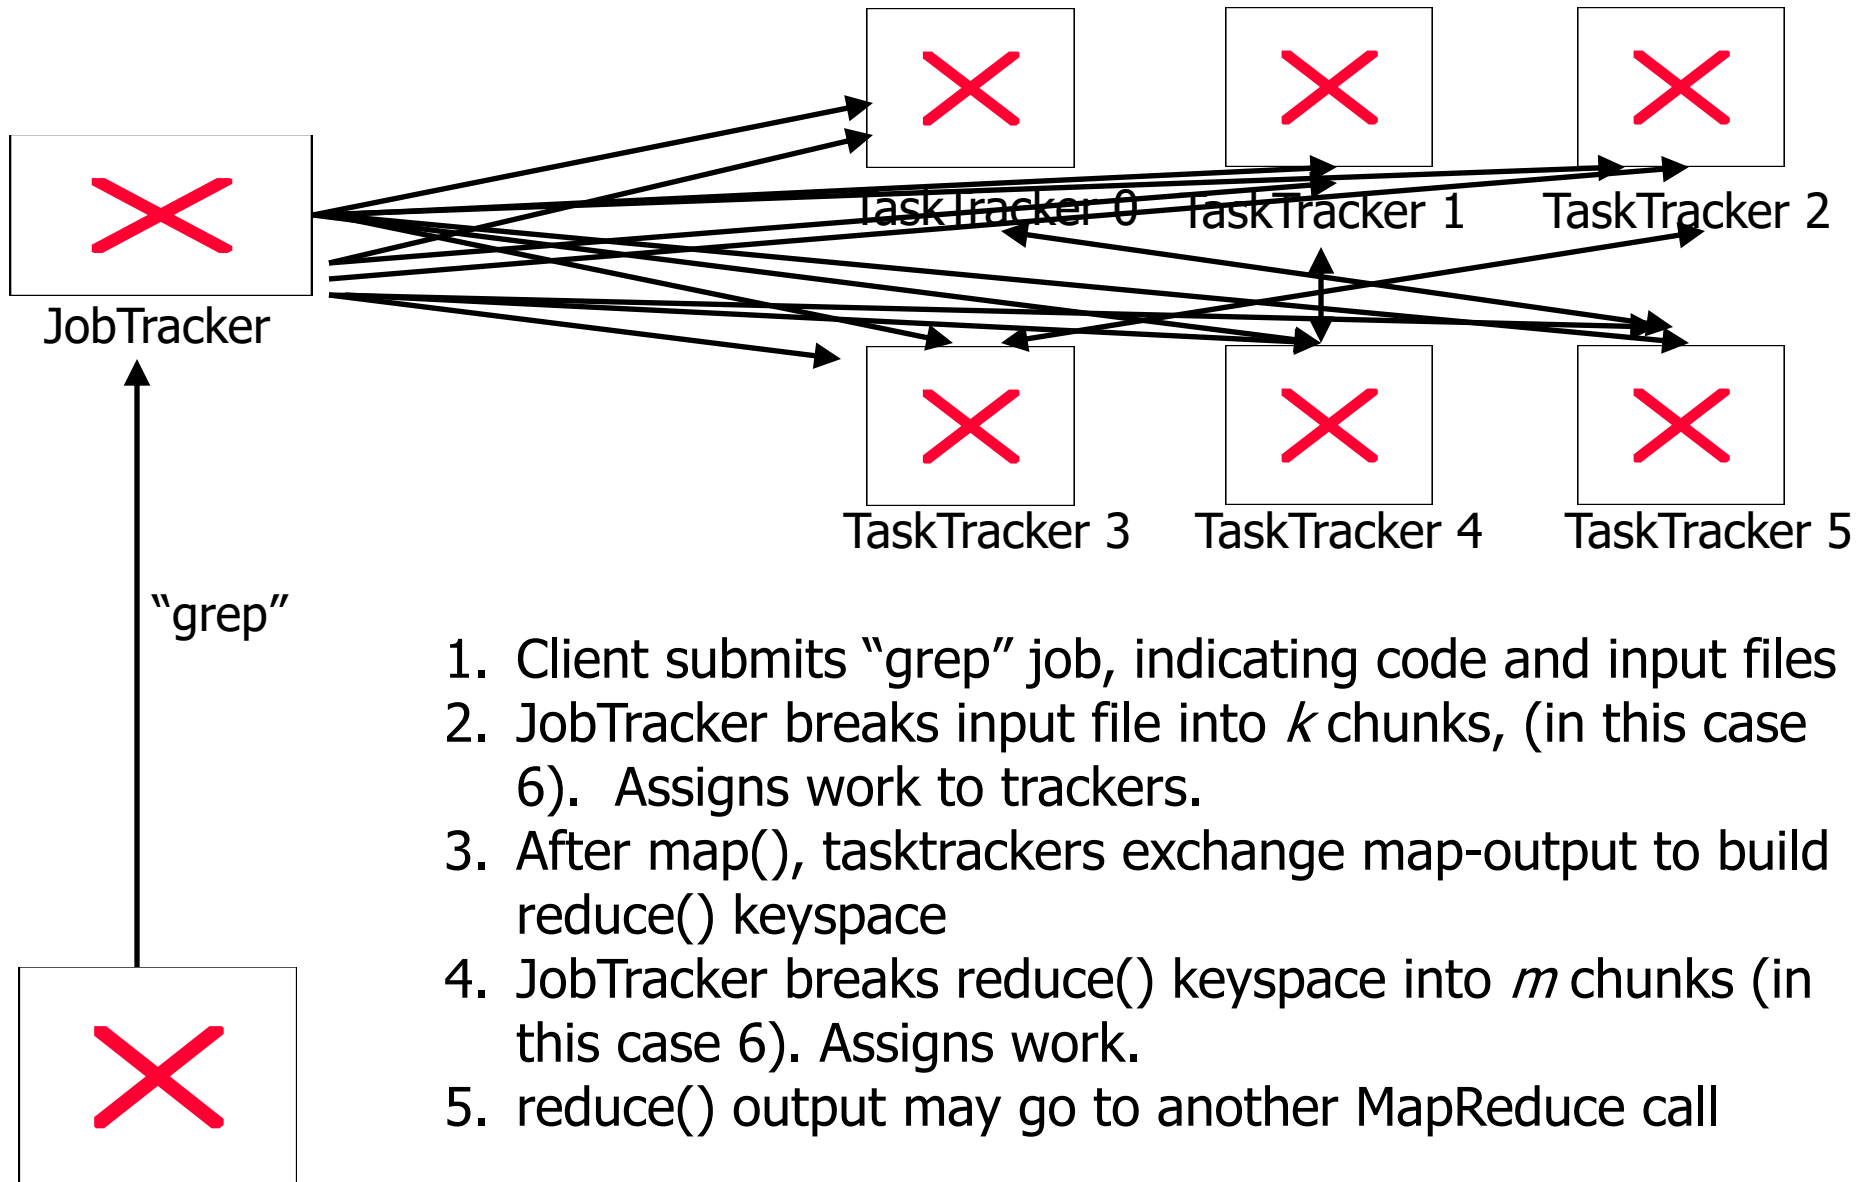 TaskTracker 0 TaskTracker 1 TaskTracker 2
JobTracker
TaskTracker 3 TaskTracker 4 TaskTracker 5
“grep”
1. Client submits “grep” job, indicating code and input files
2. JobTracker breaks input file into k chunks, (in this case
6). Assigns work to trackers.
3. After map(), tasktrackers exchange map-output to build
reduce() keyspace
4. JobTracker breaks reduce() keyspace into m chunks (in
this case 6). Assigns work.
5. reduce() output may go to another MapReduce call